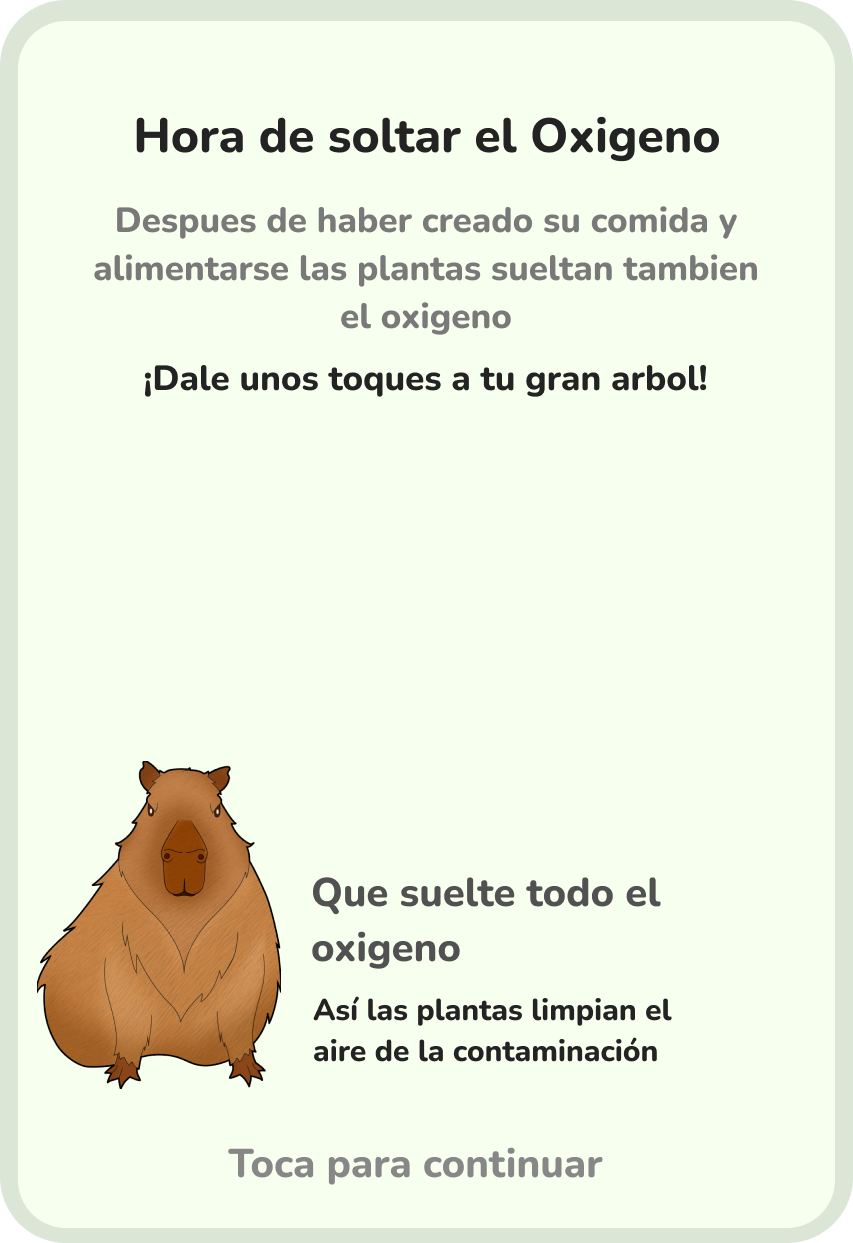 Hora de soltar el Oxigeno
Despues de haber creado su comida y
alimentarse las plantas sueltan tambien
el oxigeno
¡Dale unos toques a tu gran arbol!
Que suelte todo el
oxigeno
Así las plantas limpian el
aire de la contaminación
Toca para continuar